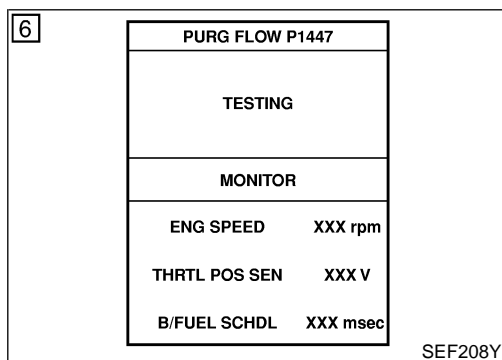 6
PURG FLOW P1447
TESTING
MONITOR
ENG SPEED XXX rpm
THRTL POS SEN XXX V
B/FUEL SCHDL XXX msec
SEF208Y